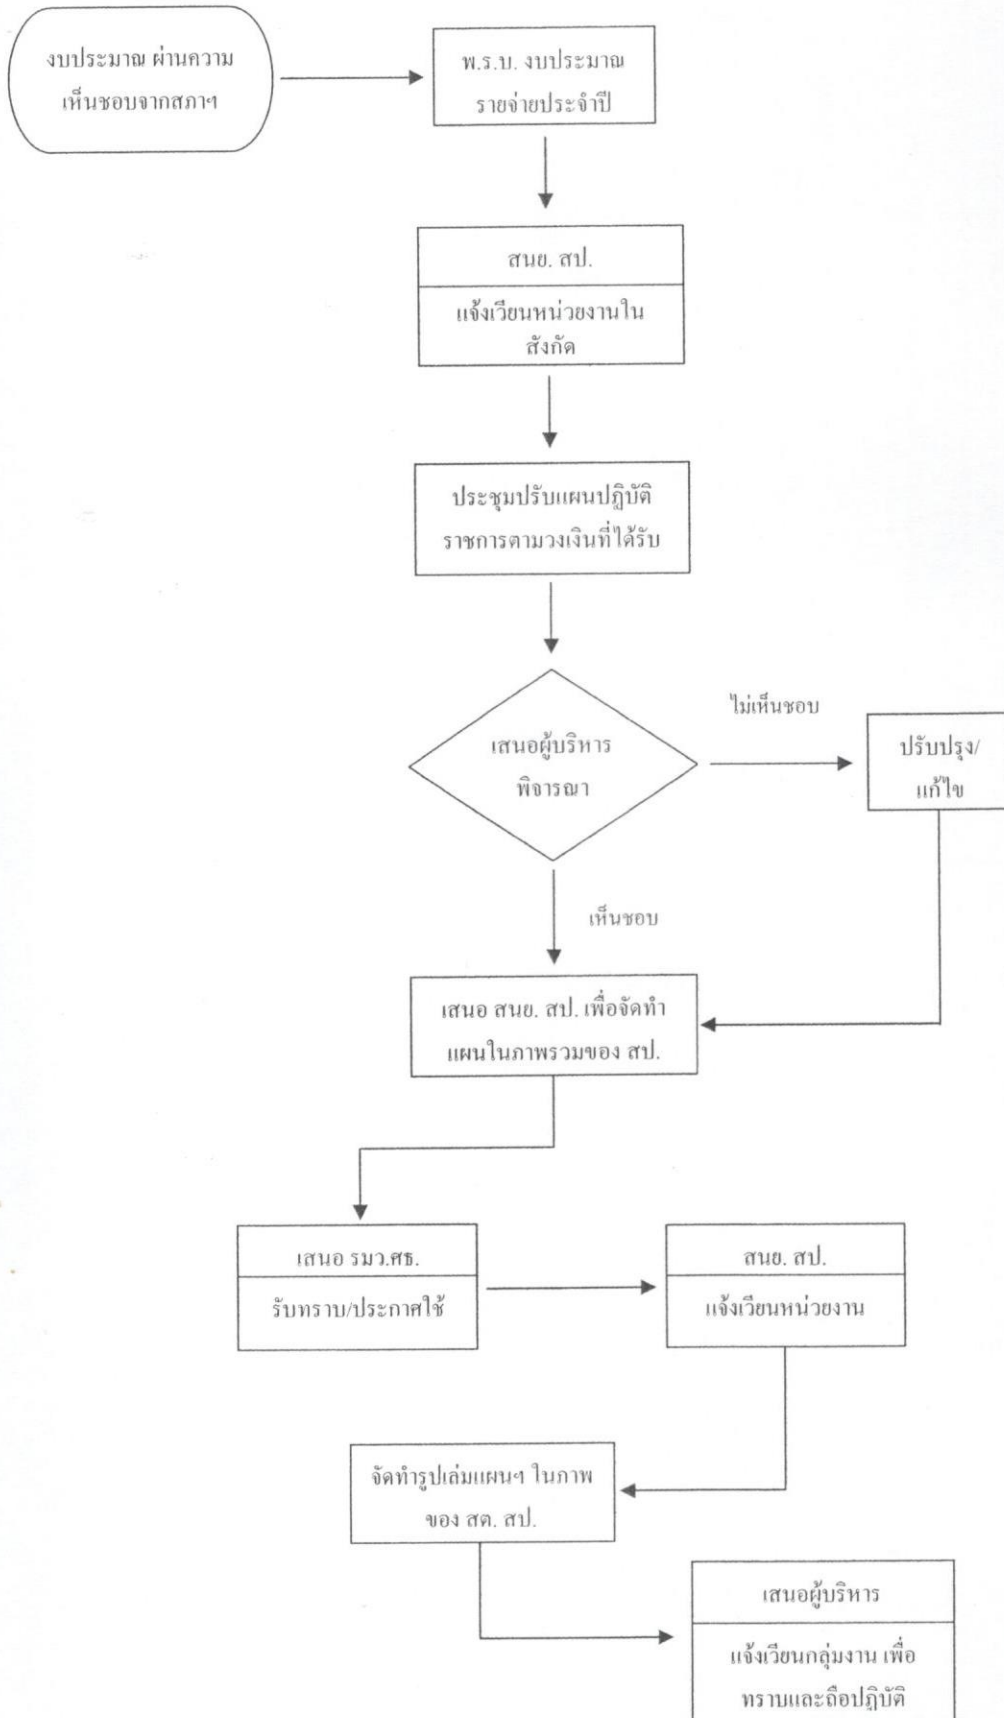 งบประมาณ ผ่านความ
เห็นชอบจากสภาฯ
พ.ร.บ. งบประมาณ
รายจ่ายประจำปี
สนย. สป.
แจ้งเวียนหน่วยงานใน
สังกัด
ประชุมปรับแผนปฏิบัติ
ราชการตามวงเงินที่ได้รับ
เสนอผู้บริหาร
พิจารณา
ไม่เห็นชอบ
ปรับปรุง/
แก้ไข
เห็นชอบ
เสนอ สนย. สป. เพื่อจัดทำ
แผนในภาพรวมของ สป.
เสนอ รมว.ศธ.
รับทราบ/ประกาศใช้
สนย. สป.
แจ้งเวียนหน่วยงาน
จัดทำรูปเล่มแผนฯ ในภาพ
ของ สต. สป.
เสนอผู้บริหาร
แจ้งเวียนกลุ่มงาน เพื่อ
ทราบและถือปฏิบัติ